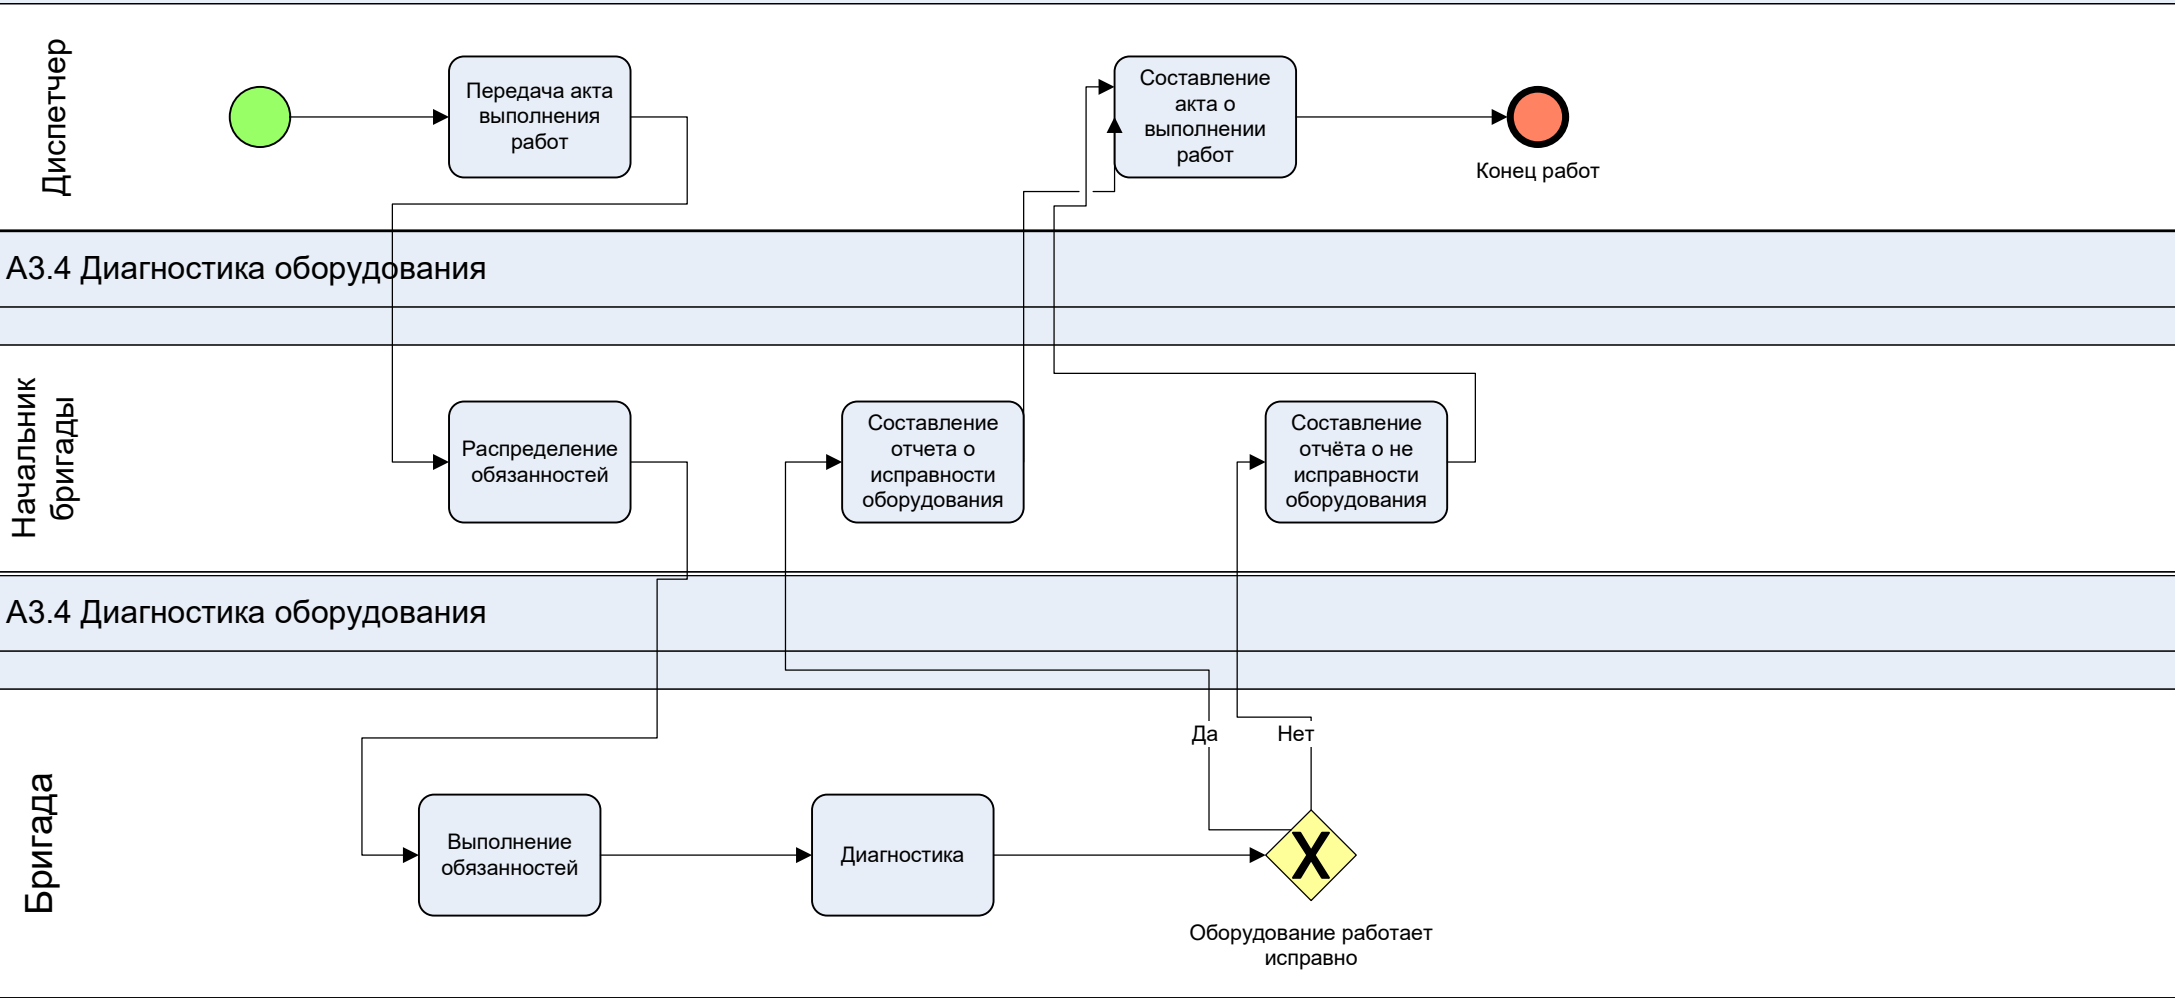 Диспетчер
Передача акта
выполнения
работ
Составление
акта о
выполнении
работ
Конец работ
А3.4 Диагностика оборудования
Начальник
бригады
Распределение
обязанностей
Составление
отчета о
исправности
оборудования
Составление
отчёта о не
исправности
оборудования
А3.4 Диагностика оборудования
Бригада
Да
Нет
Выполнение
обязанностей
Диагностика
X
Оборудование работает
исправно